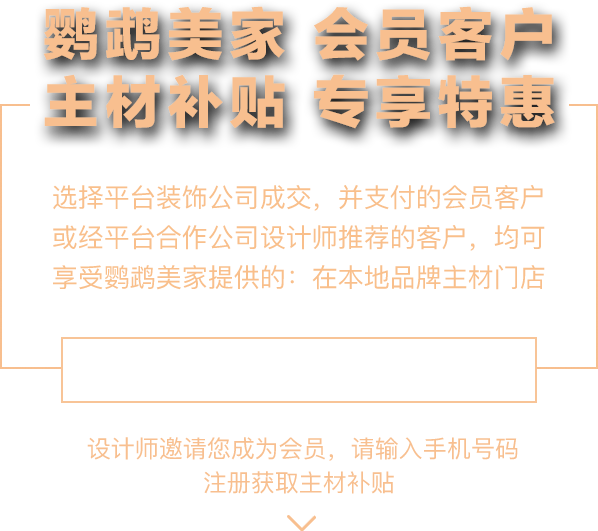 鹦鹉美家 会员客户
主材补贴 专享特惠
选择平台装饰公司成交，并支付的会员客户
或经平台合作公司设计师推荐的客户，均可
享受鹦鹉美家提供的：在本地品牌主材门店
设计师邀请您成为会员，请输入手机号码
注册获取主材补贴